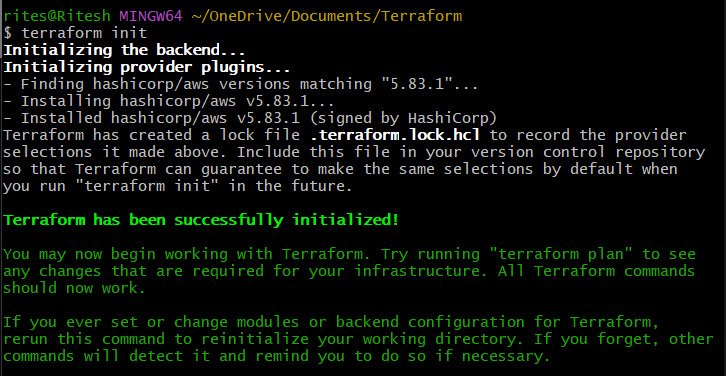 rites@Ritesh MINGW64 ~/OneDrive/Documents/Terraform
$ terraform init
Initializing the backend...
Initializing provider plugins...
- Finding hashicorp/aws versions matching "5.83.1"...
- Installing hashicorp/aws v5.83.1...
- Installed hashicorp/aws v5.83.1 (signed by HashiCorp)
Terraform has created a lock file .terraform.lock.hcl to record the provider
selections it made above. Include this file in your version control repository
so that Terraform can guarantee to make the same selections by default when
you run "terraform init" in the future.
Terraform has been successfully initialized!
You may now begin working with Terraform. Try running "terraform plan" to see
any changes that are required for your infrastructure. All Terraform commands
should now work.
If you ever set or change modules or backend configuration for Terraform,
rerun this command to reinitialize your working directory. If you forget, other
commands will detect it and remind you to do so if necessary.